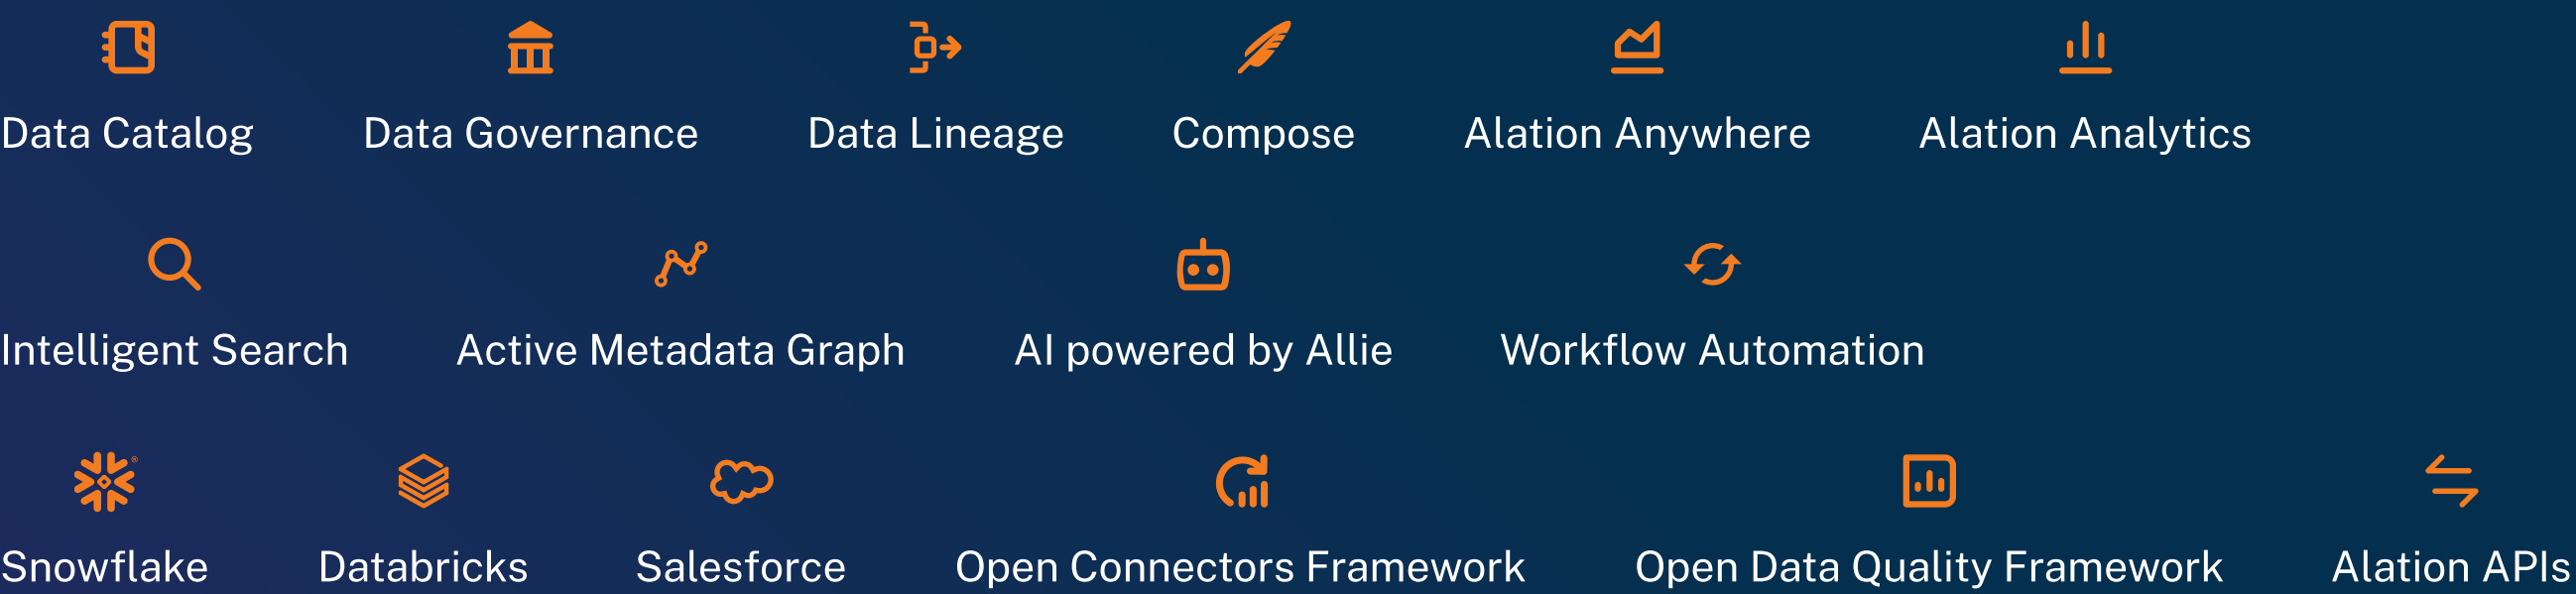 Data Catalog Data Governance Data Lineage Compose Alation Anywhere Alation Analytics
Intelligent Search Active Metadata Graph AI powered by Allie Workflow Automation
Snowflake Databricks Salesforce Open Connectors Framework Open Data Quality Framework Alation APIs